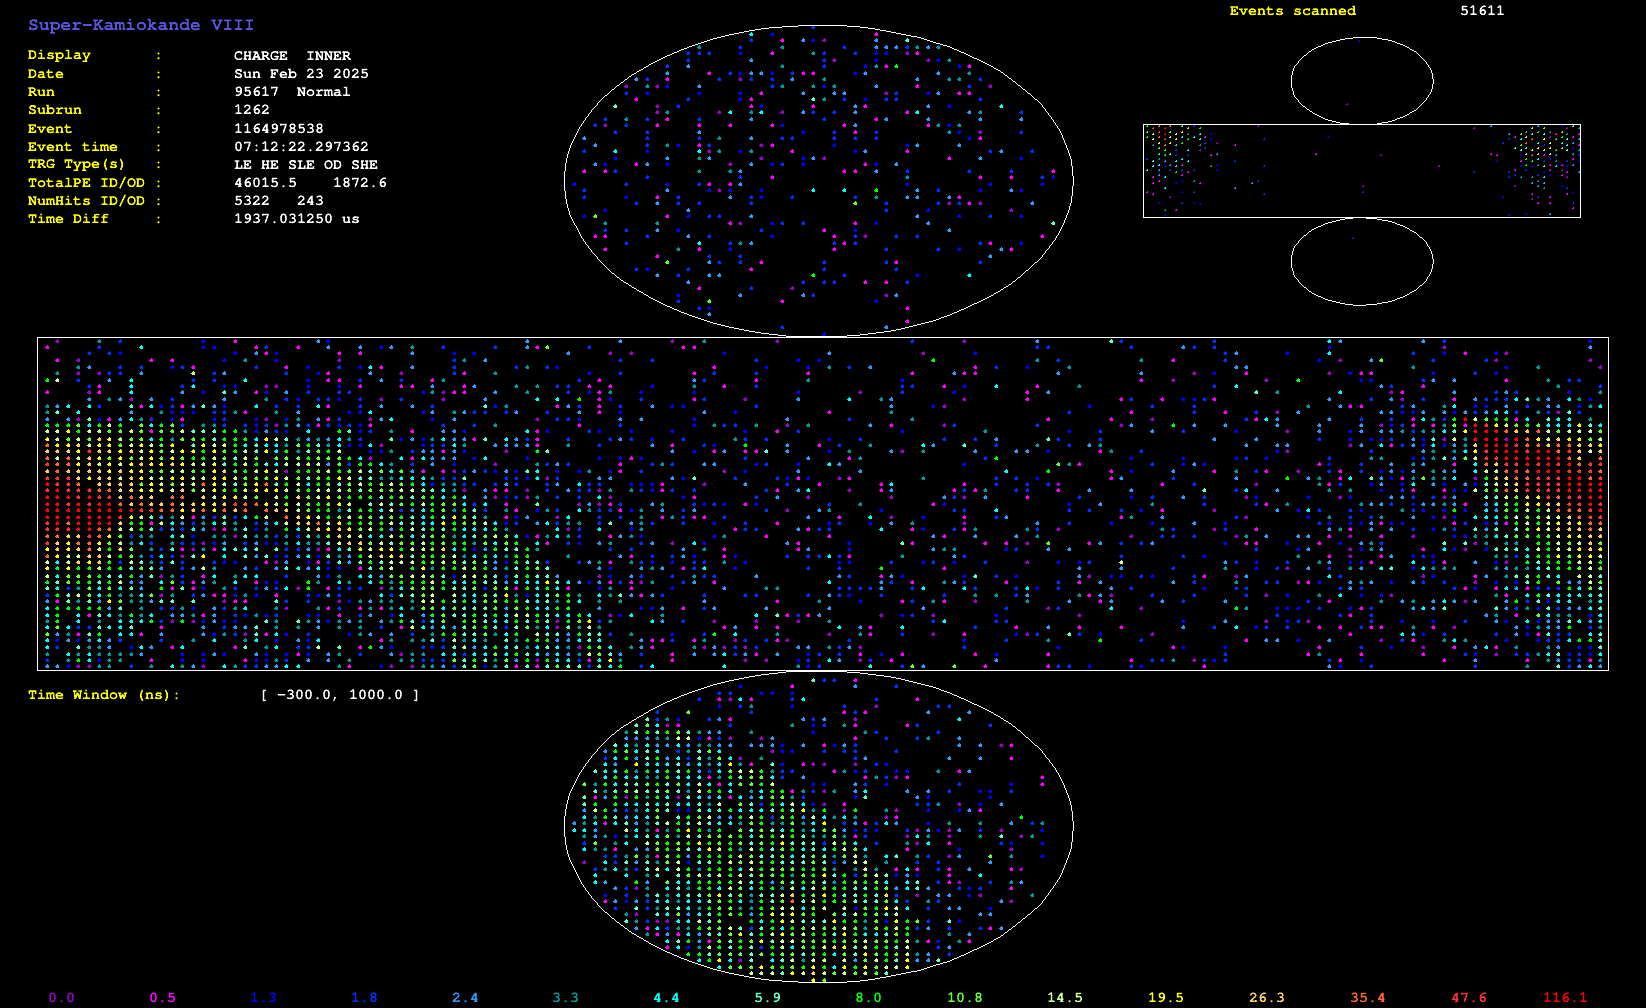 Super-Kamiokande VIII
Events scanned 51611
Display : CHARGE INNER
Date : Sun Feb 23 2025
Run : 95617 Normal
Subrun : 1262
Event : 1164978538
Event time : 07:12:22.297362
TRG Type(s) : LE HE SLE OD SHE
TotalPE ID/OD : 46015.5 1872.6
NumHits ID/OD : 5322 243
Time Diff : 1937.031250 us
Time Window (ns): [ -300.0, 1000.0 ]
0.0 0.5 1.3 1.8 2.4 3.3 4.4 5.9 8.0 10.8 14.5 19.5 26.3 35.4 47.6 116.1